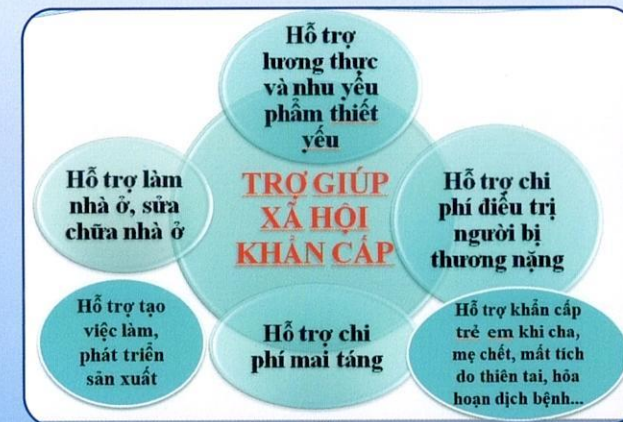 Hỗ trợ
lương thực
và nhu yếu
phẩm thiết
yếu
Hỗ trợ làm
nhà ở, sửa
chữa nhà ở
TRỢ GIÚP
XÃ HỘI
KHẨN CẤP
Hỗ trợ chi
phí điều trị
người bị
thương nặng
Hỗ trợ tạo
việc làm,
phát triển
sản xuất
Hỗ trợ chi
phí mai táng
Hỗ trợ khẩn cấp
trẻ em khi cha,
mẹ chết, mất tích
do thiên tai, hỏa
hoạn dịch bệnh...